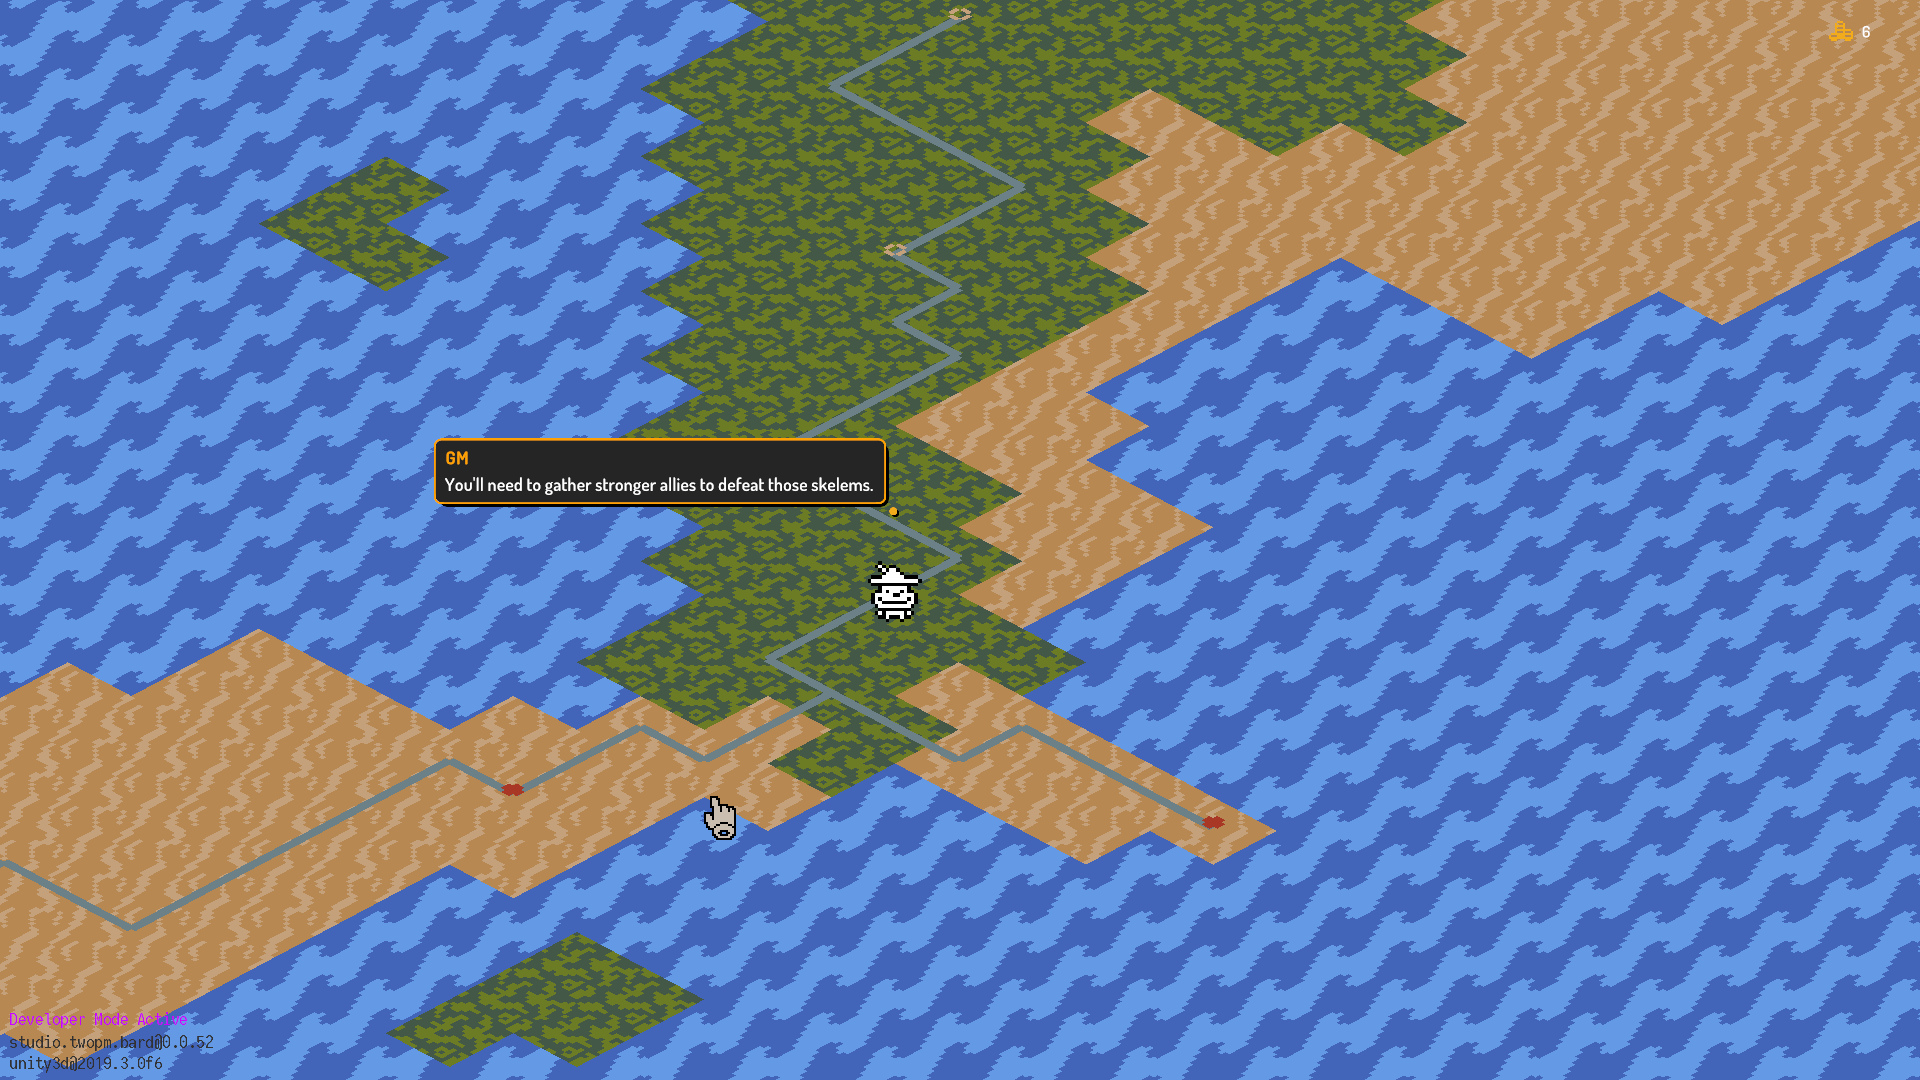 6
GM
You'll need to gather stronger allies to defeat those skelems.
Developer Mode Active
studio.twopm.bard@0.0.52
unity3d@2019.3.0f6